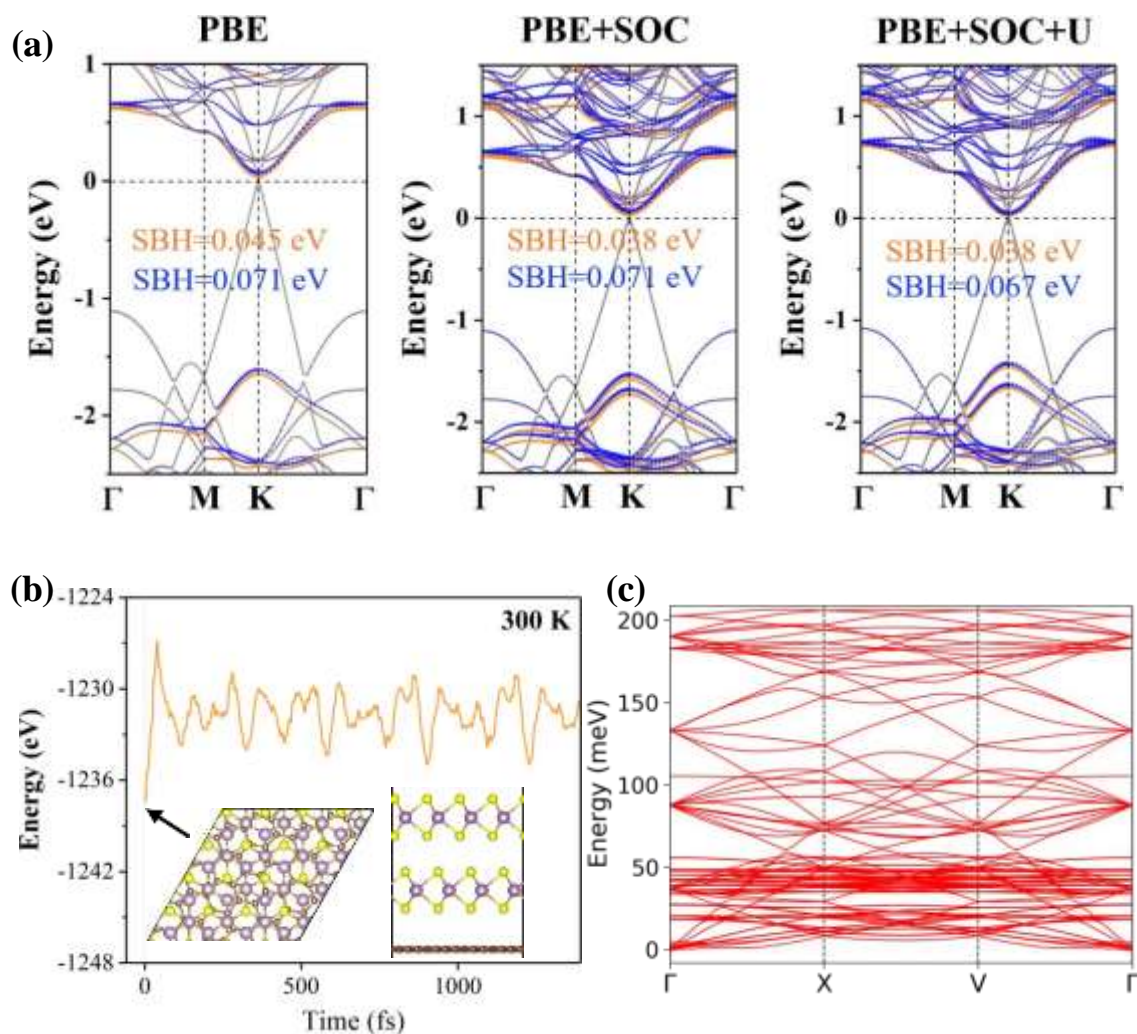 (a)
PBE
PBE+SOC
PBE+SOC+U
Energy (eV)
1
0
-1
-2
SBH=0.045 eV
SBH=0.071 eV
Γ M K Γ
Energy (eV)
1
0
-1
-2
SBH=0.038 eV
SBH=0.071 eV
Γ M K Γ
Energy (eV)
1
0
-1
-2
SBH=0.038 eV
SBH=0.067 eV
Γ M K Γ
(b)
Energy (eV)
-1224
-1230
-1236
-1242
-1248
300 K
0 500 1000
Time (fs)
(c)
Energy (meV)
200
150
100
50
0
Γ X V Γ